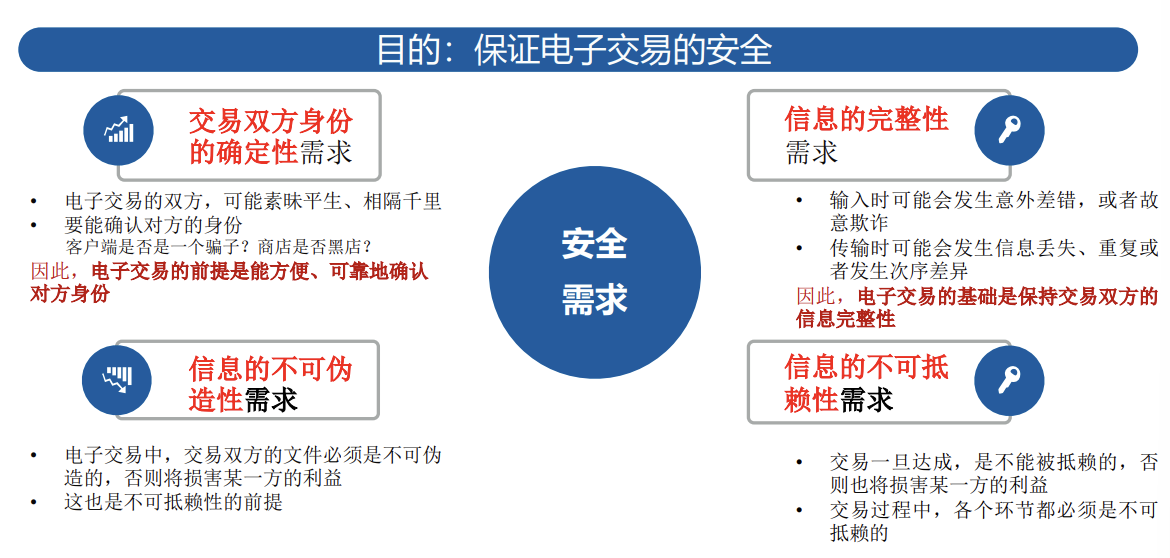 目的：保证电子交易的安全
交易双方身份
的确定性需求
• 电子交易的双方，可能素昧平生、相隔千里
• 要能确认对方的身份
客户端是否是一个骗子？商店是否黑店？
因此，电子交易的前提是能方便、可靠地确认
对方身份
信息的完整性
需求
• 输入时可能会发生意外差错，或者故
意欺诈
• 传输时可能会发生信息丢失、重复或
者发生次序差异
因此，电子交易的基础是保持交易双方的
信息完整性
安全
需求
信息的不可伪
造性需求
• 电子交易中，交易双方的文件必须是不可伪
造的，否则将损害某一方的利益
• 这也是不可抵赖性的前提
信息的不可抵
赖性需求
• 交易一旦达成，是不能被抵赖的，否
则也将损害某一方的利益
• 交易过程中，各个环节都必须是不可
抵赖的